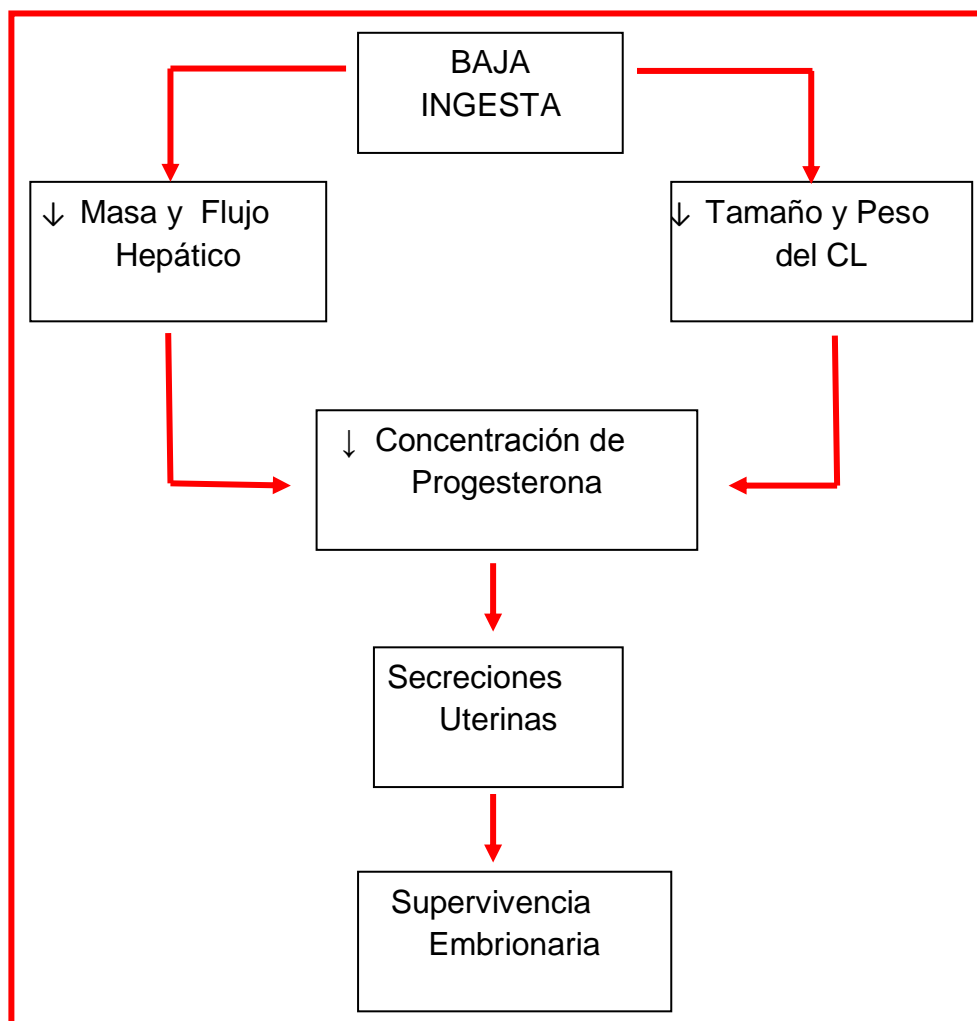 BAJA
INGESTA
↓ Masa y Flujo
Hepático
↓ Tamaño y Peso
del CL
↓ Concentración de
Progesterona
Secreciones
Uterinas
Supervivencia
Embrionaria